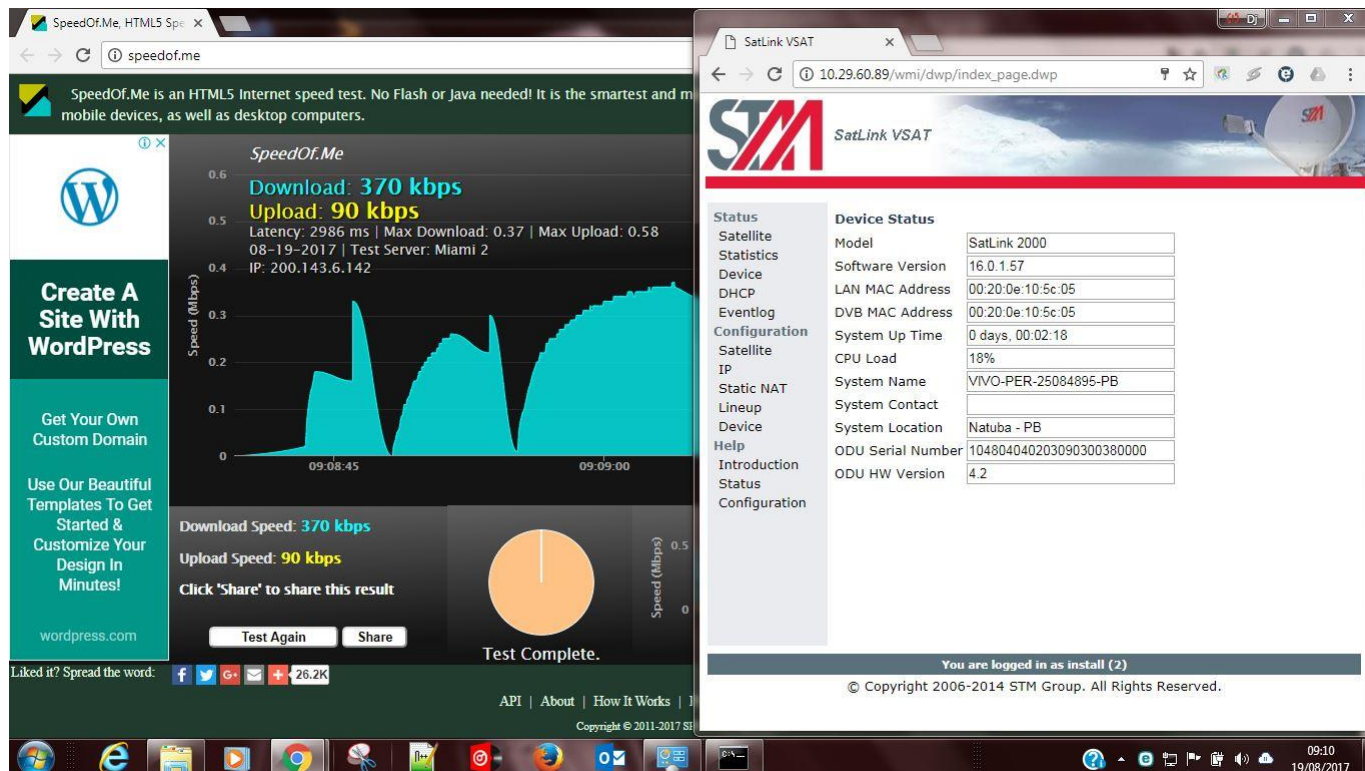 SpeedOf.Me, HTML5 Spe
speedof.me
SpeedOf.Me is an HTML5 Internet speed test. No Flash or Java needed! It is the smartest and m
mobile devices, as well as desktop computers.
W
Create A
Site With
WordPress
Get Your Own
Custom Domain
Use Our Beautiful
Templates To Get
Started &
Customize Your
Design In
Minutes!
wordpress.com
SpeedOf.Me
Download: 370 kbps
Upload: 90 kbps
Latency: 2986 ms | Max Download: 0.37 | Max Upload: 0.58
08-19-2017 | Test Server: Miami 2
IP: 200.143.6.142
Speed (Mbps)
0.6
0.5
0.4
0.3
0.2
0.1
0
09:08:45
09:09:00
Download Speed: 370 kbps
Upload Speed: 90 kbps
Click 'Share' to share this result
Test Again
Share
Test Complete.
Speed (Mbps)
0.5
0
Liked it? Spread the word:
26.2K
API | About | How It Works |
Copyright © 2011-2017
Dj
SatLink VSAT
10.29.60.89/wmi/dwp/index_page.dwp
STM
SatLink VSAT
STM
Status
Satellite
Statistics
Device
DHCP
Eventlog
Configuration
Satellite
IP
Static NAT
Lineup
Device
Help
Introduction
Status
Configuration
Device Status
Model SatLink 2000
Software Version 16.0.1.57
LAN MAC Address 00:20:0e:10:5c:05
DVB MAC Address 00:20:0e:10:5c:05
System Up Time 0 days, 00:02:18
CPU Load 18%
System Name VIVO-PER-25084895-PB
System Contact
System Location Natuba - PB
ODU Serial Number 104804040203090300380000
ODU HW Version 4.2
You are logged in as install (2)
© Copyright 2006-2014 STM Group. All Rights Reserved.
09:10
19/08/2017